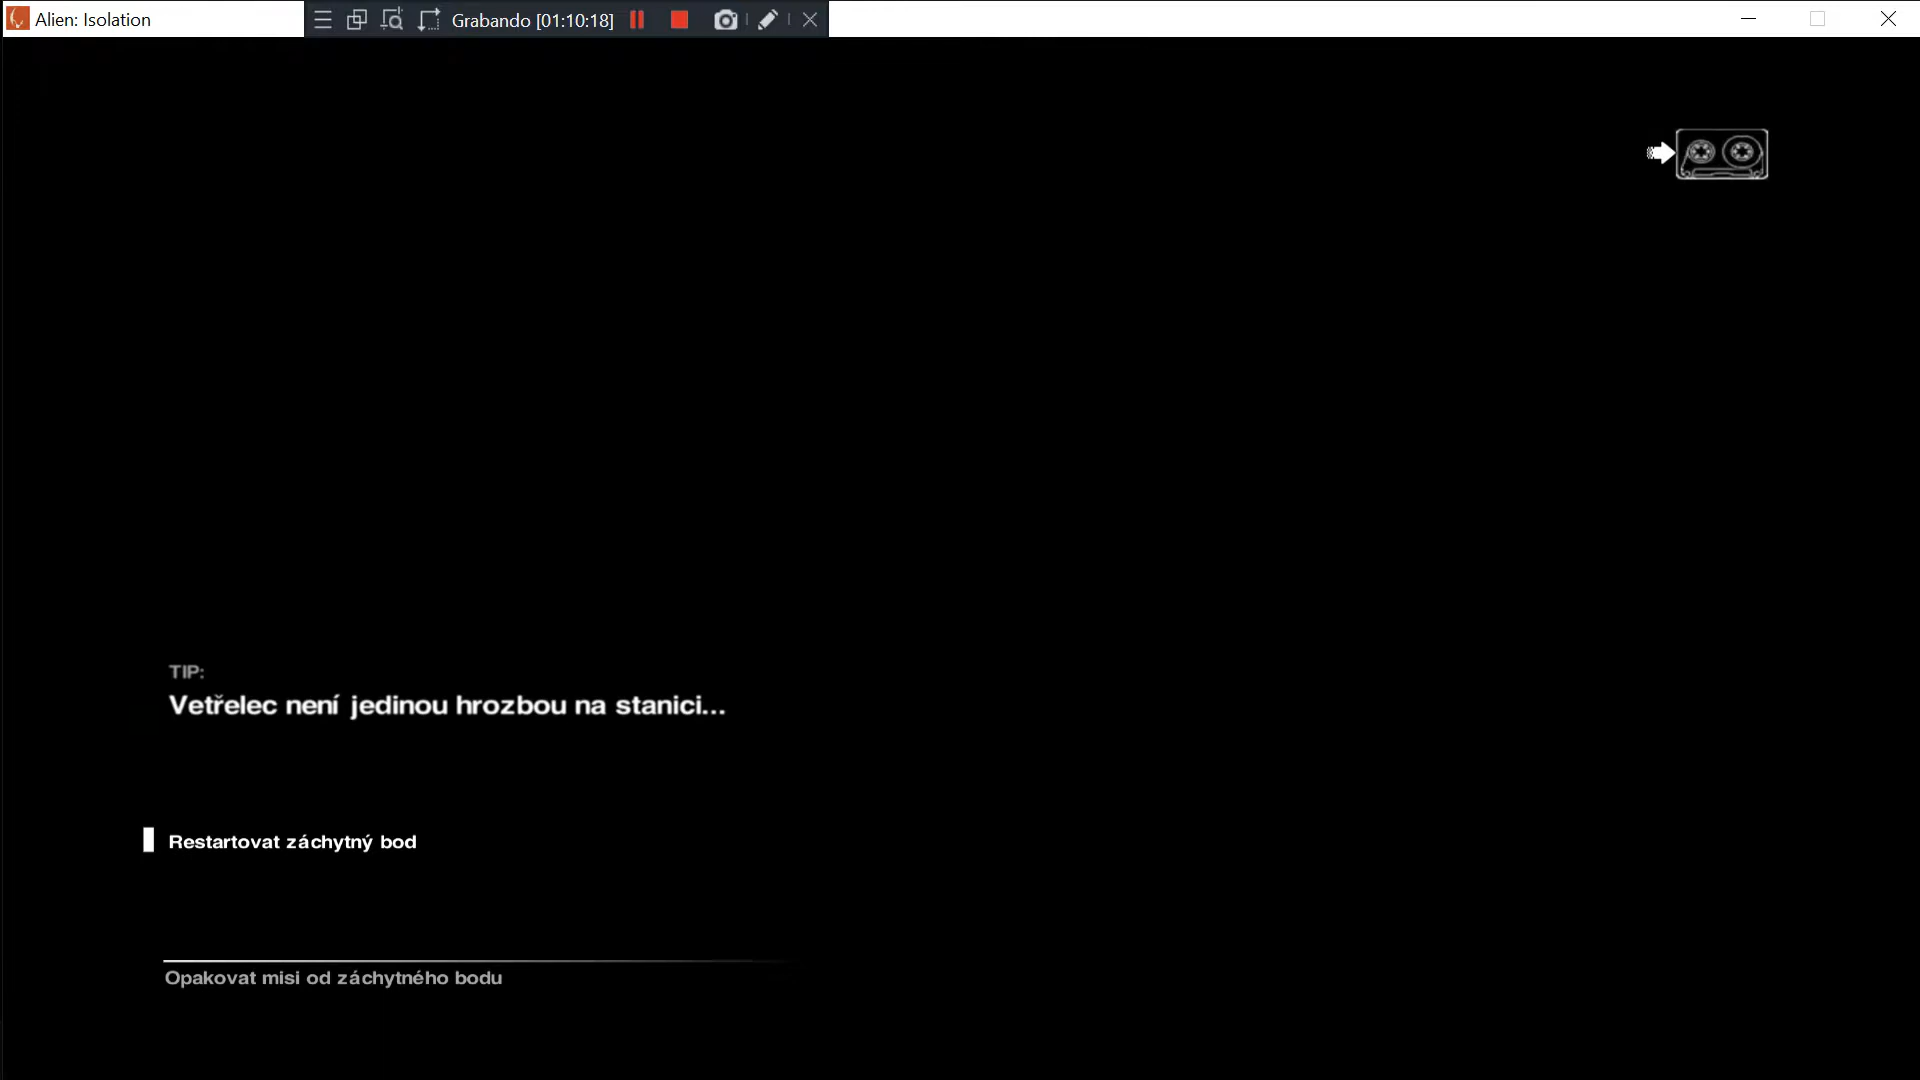 Alien: Isolation
Grabando [01:10:18]
TIP:
Vetřelec není jedinou hrozbou na stanici...
Restartovat záchytný bod
Opakovat misi od záchytného bodu